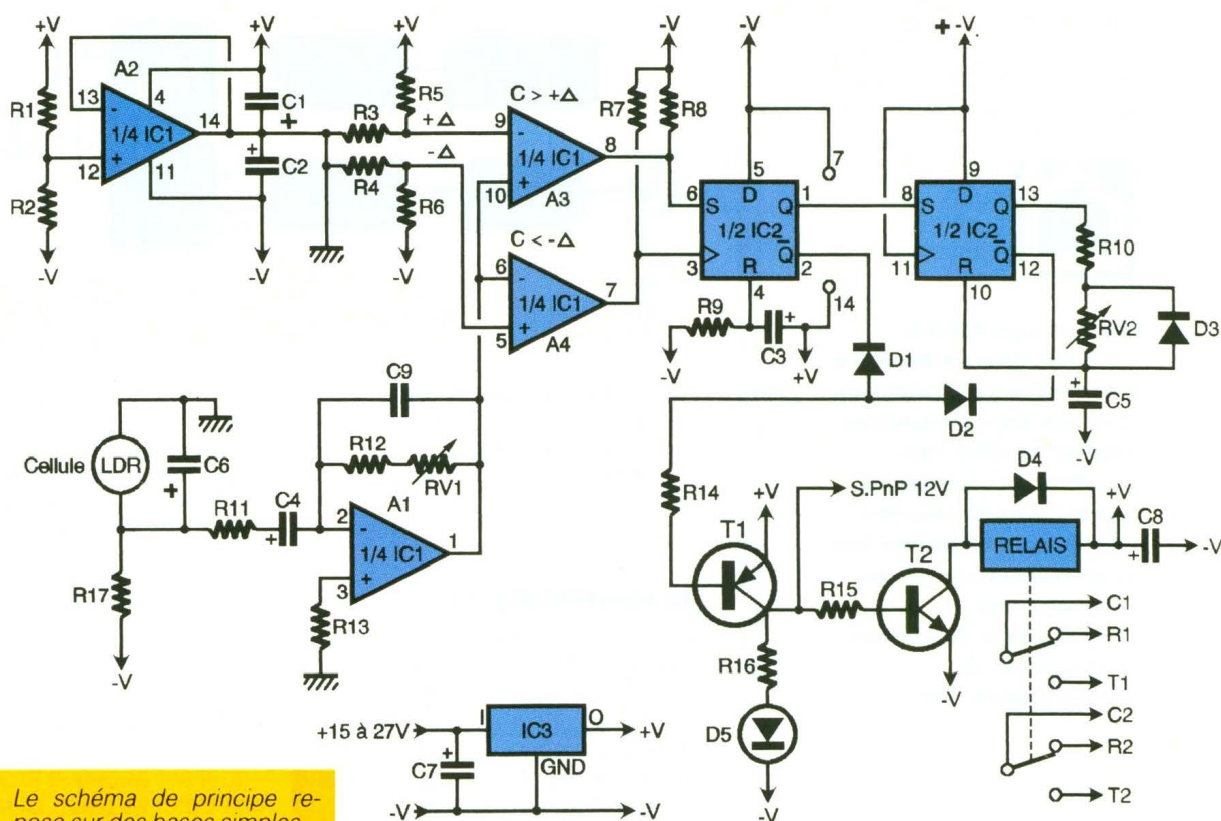 +V
+V
+V
-V
-V
+ -V
A2
R1
13
-
4
C1
+
R5
C > +Δ
R7
R8
1/4 IC1
14
R3
+Δ
9
-
1/4 IC1
8
7
+
12
11
+
C2
R4
-Δ
10
+
A3
5
9
R2
R6
6
S
D
Q
1
8
S
D
Q
13
1/2 IC2
1/2 IC2
-V
-V
-V
C < -Δ
3
R
Q
2
11
R
Q
12
R10
6
-
1/4 IC1
7
4
10
5
+
A4
R9
+
C3
14
RV2
D3
-V
+V
D1
D2
+
C5
-V
C9
Cellule
LDR
C6
+
R12
RV1
R14
S.PnP 12V
+V
D4
+V
C8
R11
C4
+
A1
2
-
1/4 IC1
1
T1
T2
RELAIS
+
-V
R17
3
+
R15
C1
R13
R1
-V
R16
-V
T1
C2
+15 à 27V
I
IC3
O
+V
D5
R2
+
C7
GND
T2
-V
-V
-V
Le schéma de principe re-
pose sur des bases simples